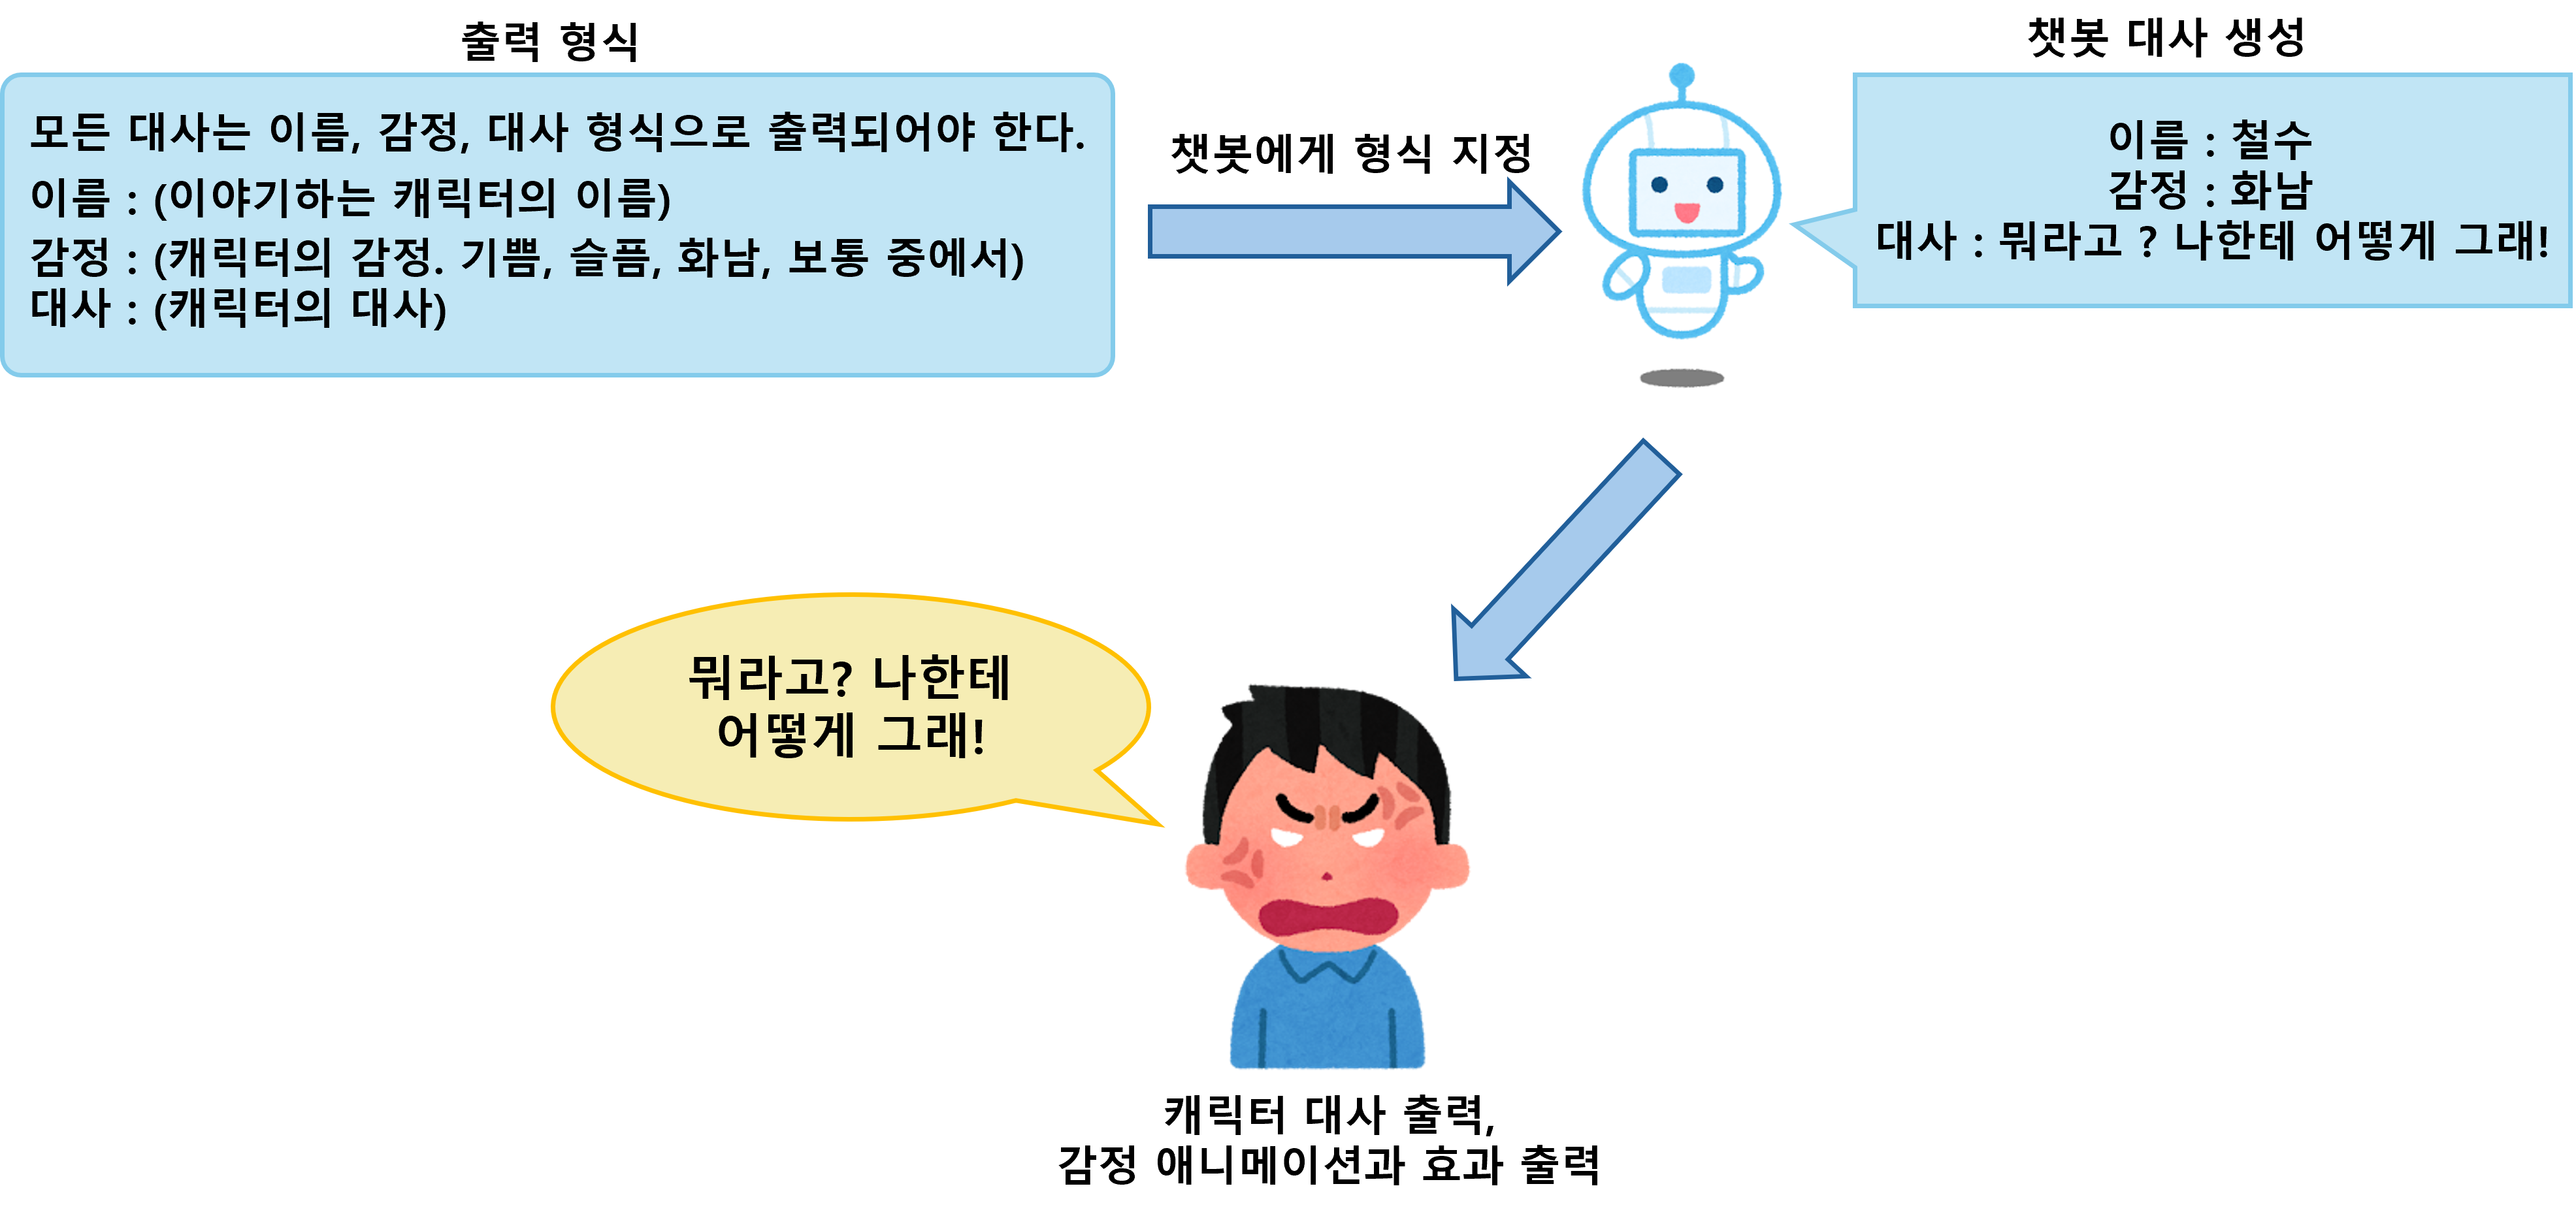 출력 형식
모든 대사는 이름, 감정, 대사 형식으로 출력되어야 한다.
이름 : (이야기하는 캐릭터의 이름)
감정 : (캐릭터의 감정. 기쁨, 슬픔, 화남, 보통 중에서)
대사 : (캐릭터의 대사)
챗봇에게 형식 지정
챗봇 대사 생성
이름 : 철수
감정 : 화남
대사 : 뭐라고 ? 나한테 어떻게 그래!
뭐라고? 나한테
어떻게 그래!
캐릭터 대사 출력,
감정 애니메이션과 효과 출력